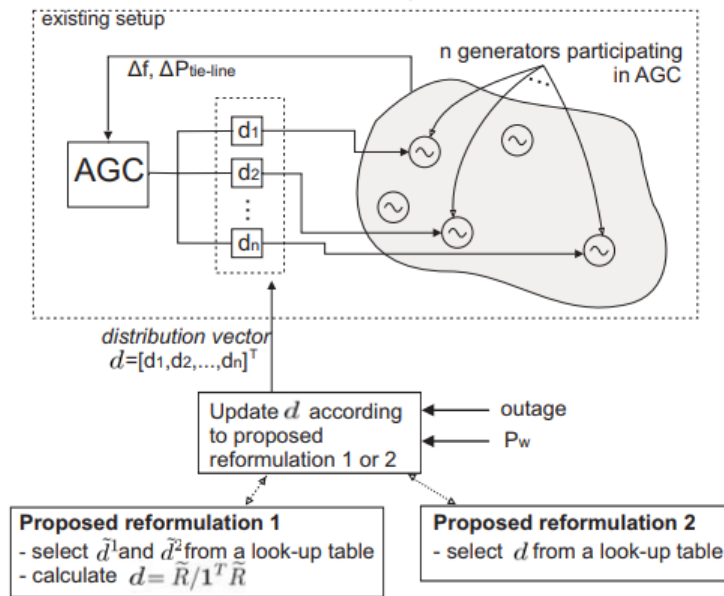 existing setup
n generators participating
in AGC
...
Δf, ΔPtie-line
AGC
d1
d2
⋮
dn
distribution vector
d=[d1,d2,...,dn]ᵀ
Update d according
to proposed
reformulation 1 or 2
outage
Pw
Proposed reformulation 1
- select d̃¹and d̃² from a look-up table
- calculate d= R̃/1ᵀ R̃
Proposed reformulation 2
- select d from a look-up table